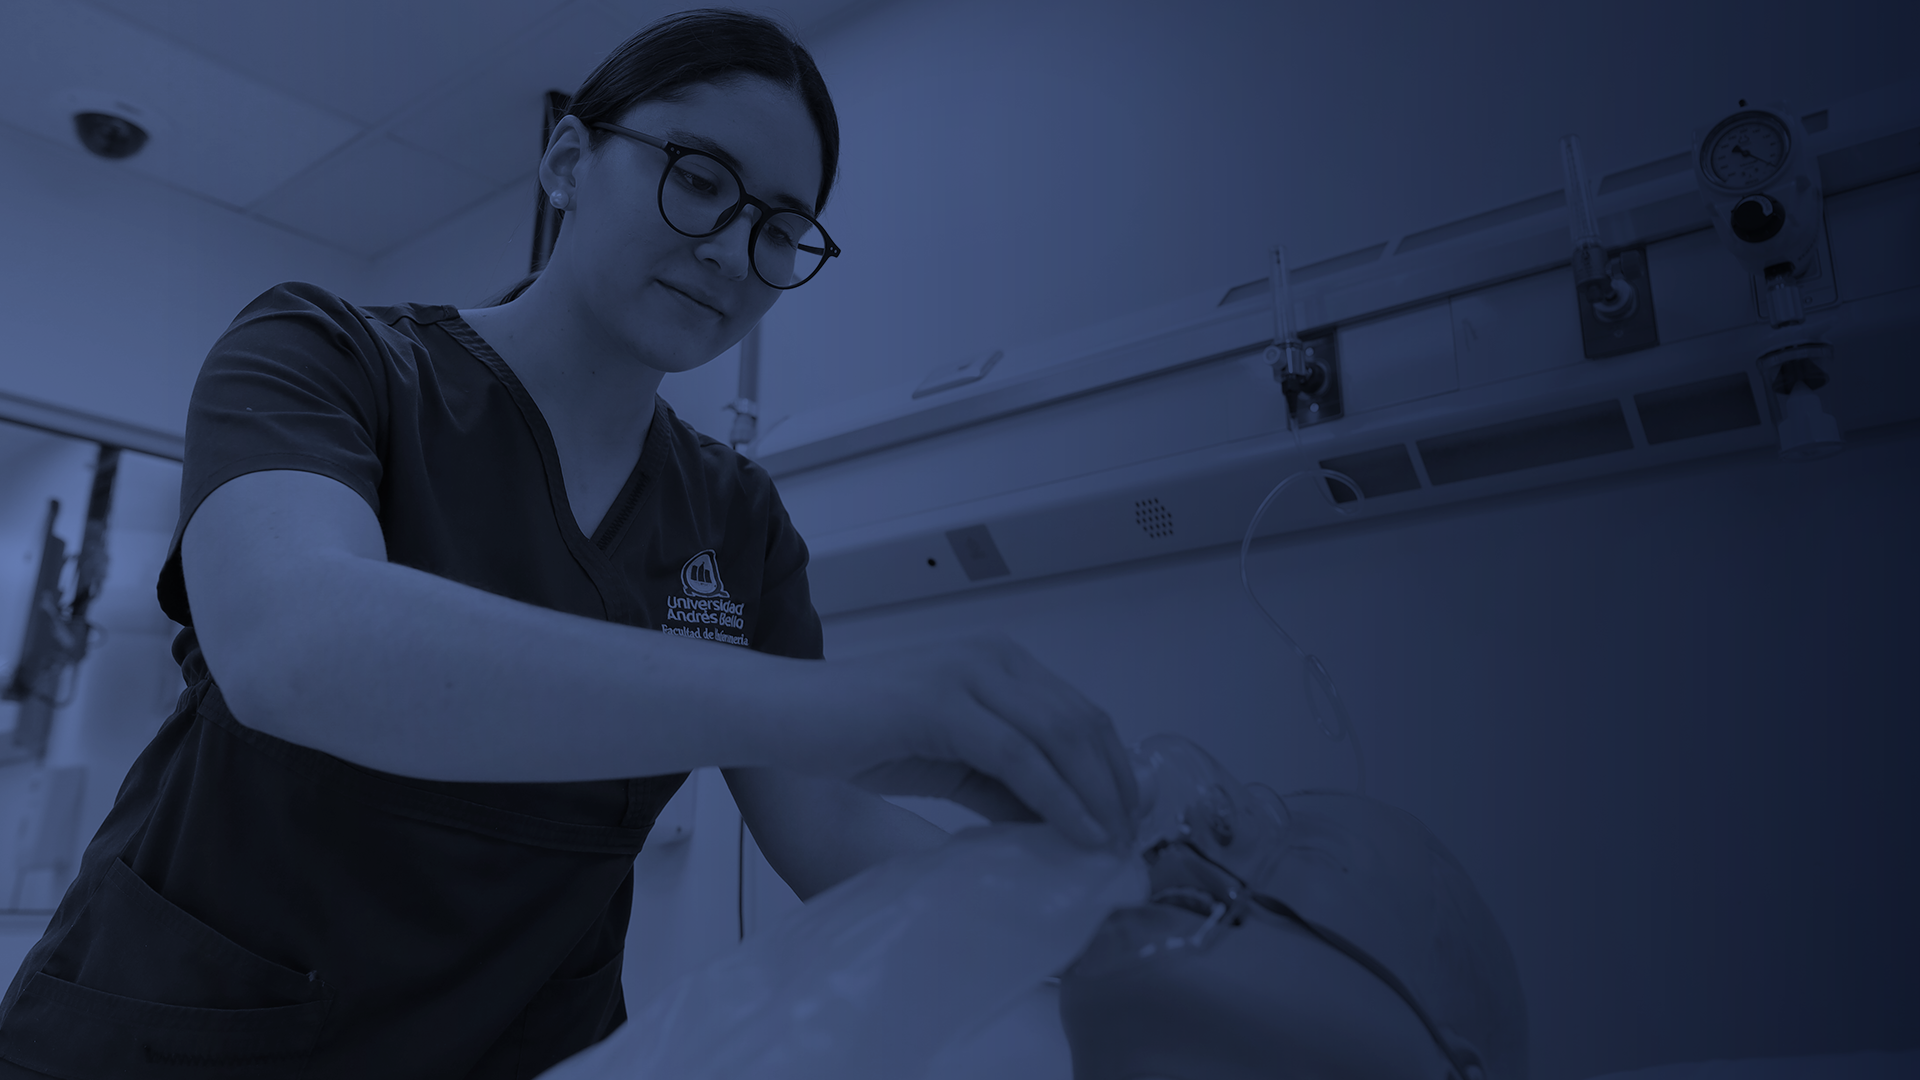 Universidad
Andrés Bello
Facultad de Enfermería